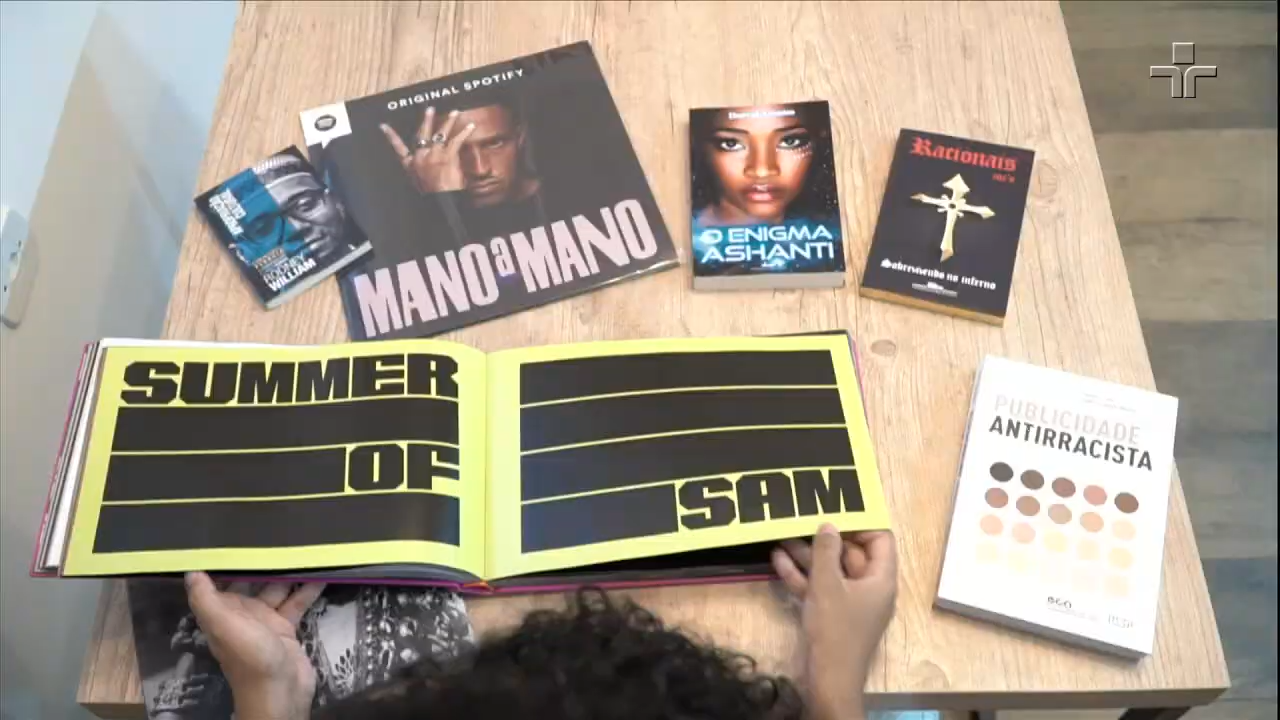 ORIGINAL SPOTIFY
MANO a MANO
RODNEY
WILLIAM
O ENIGMA
ASHANTI
Racionais
mc's
Sobrevivendo no inferno
SUMMER
OF
SAM
PUBLICIDADE
ANTIRRACISTA